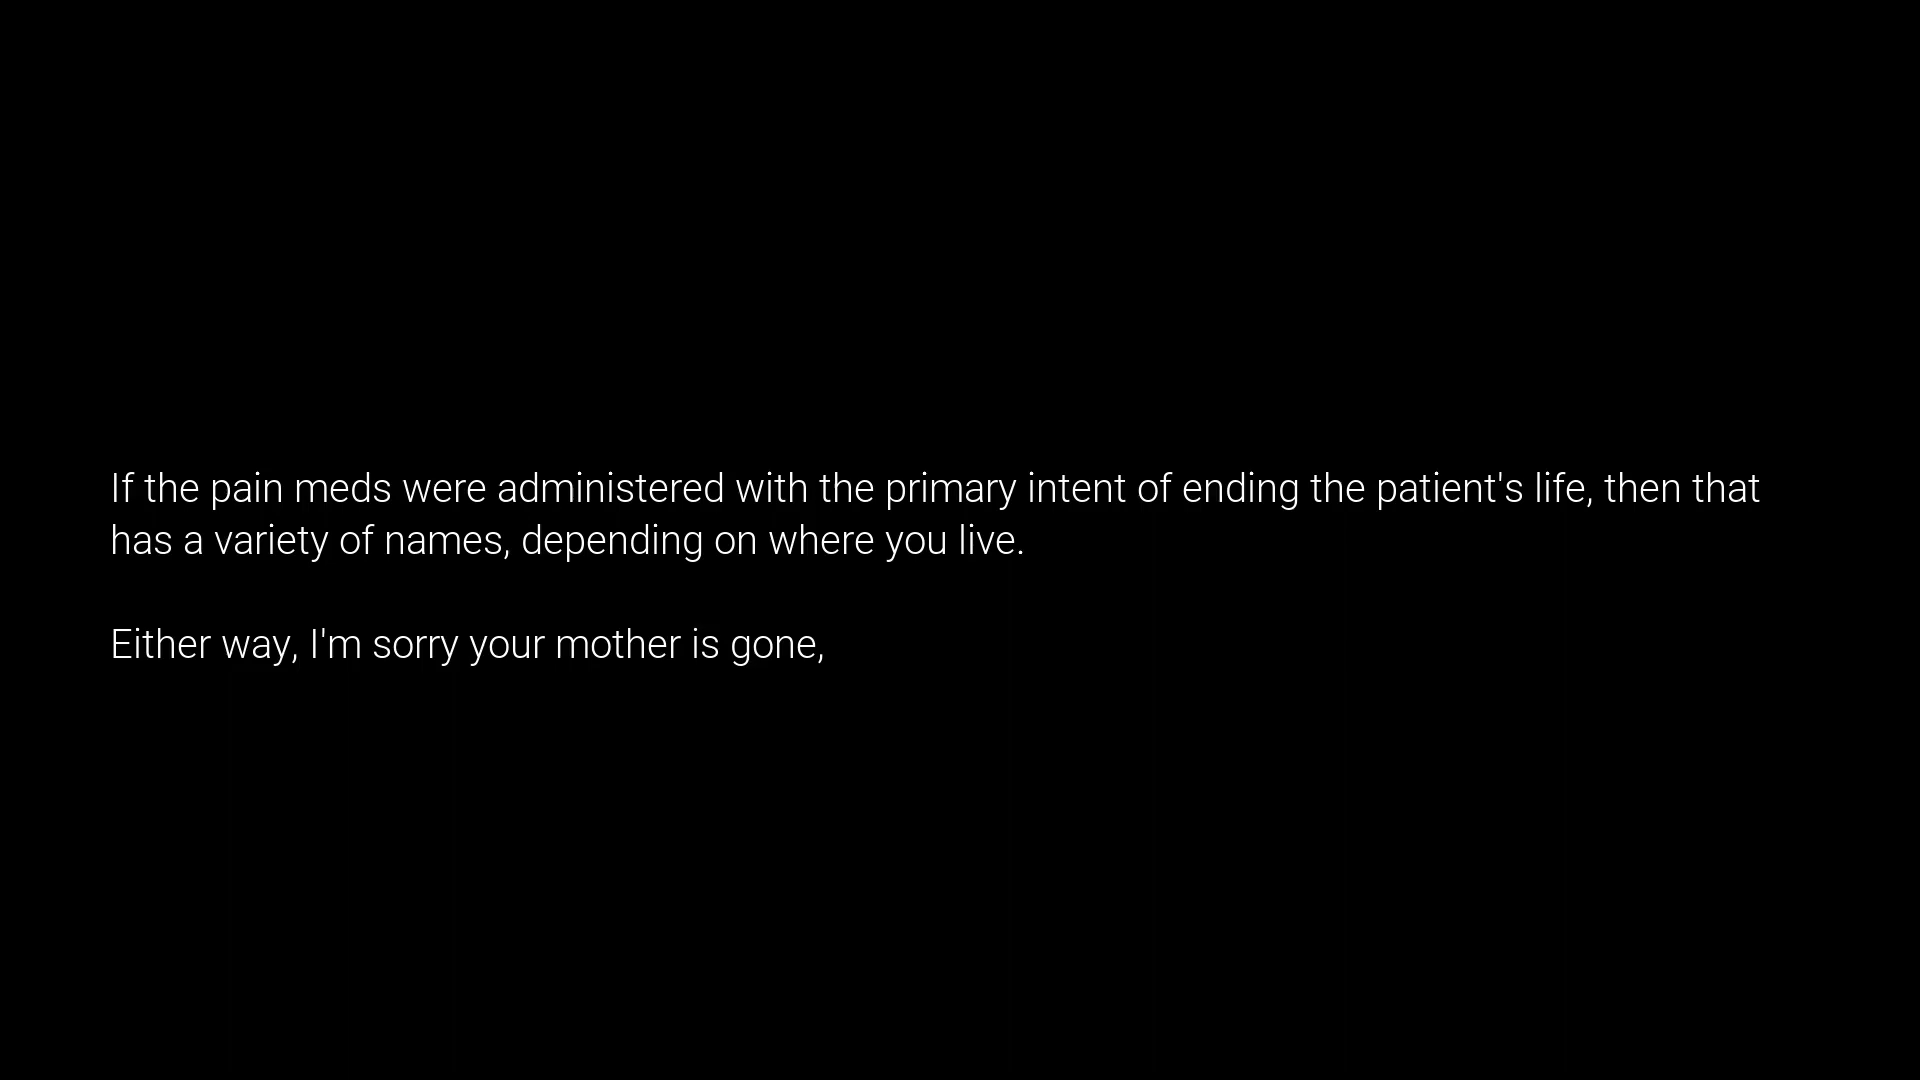 If the pain meds were administered with the primary intent of ending the patient's life, then that
has a variety of names, depending on where you live.
Either way, I'm sorry your mother is gone,